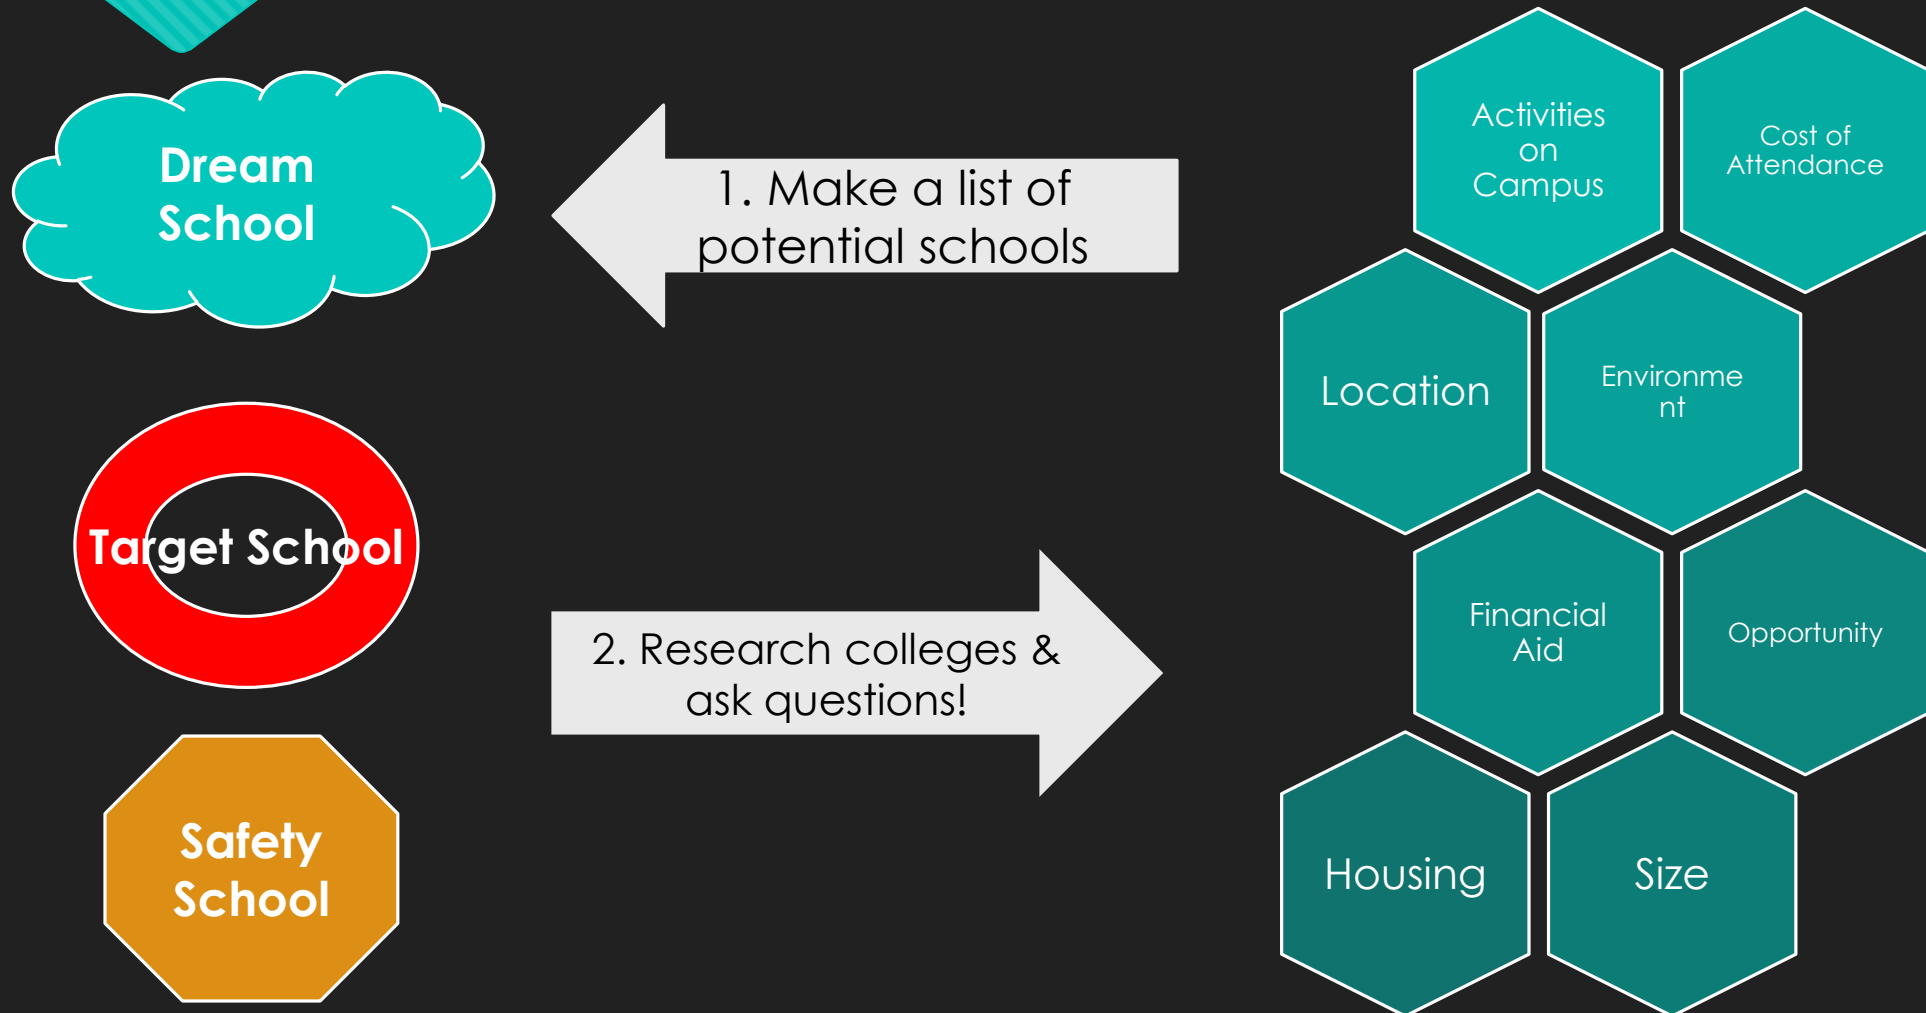 Dream
School
Target School
Safety
School
1. Make a list of
potential schools
2. Research colleges &
ask questions!
Activities
on
Campus
Cost of
Attendance
Location
Environme
nt
Financial
Aid
Opportunity
Housing
Size